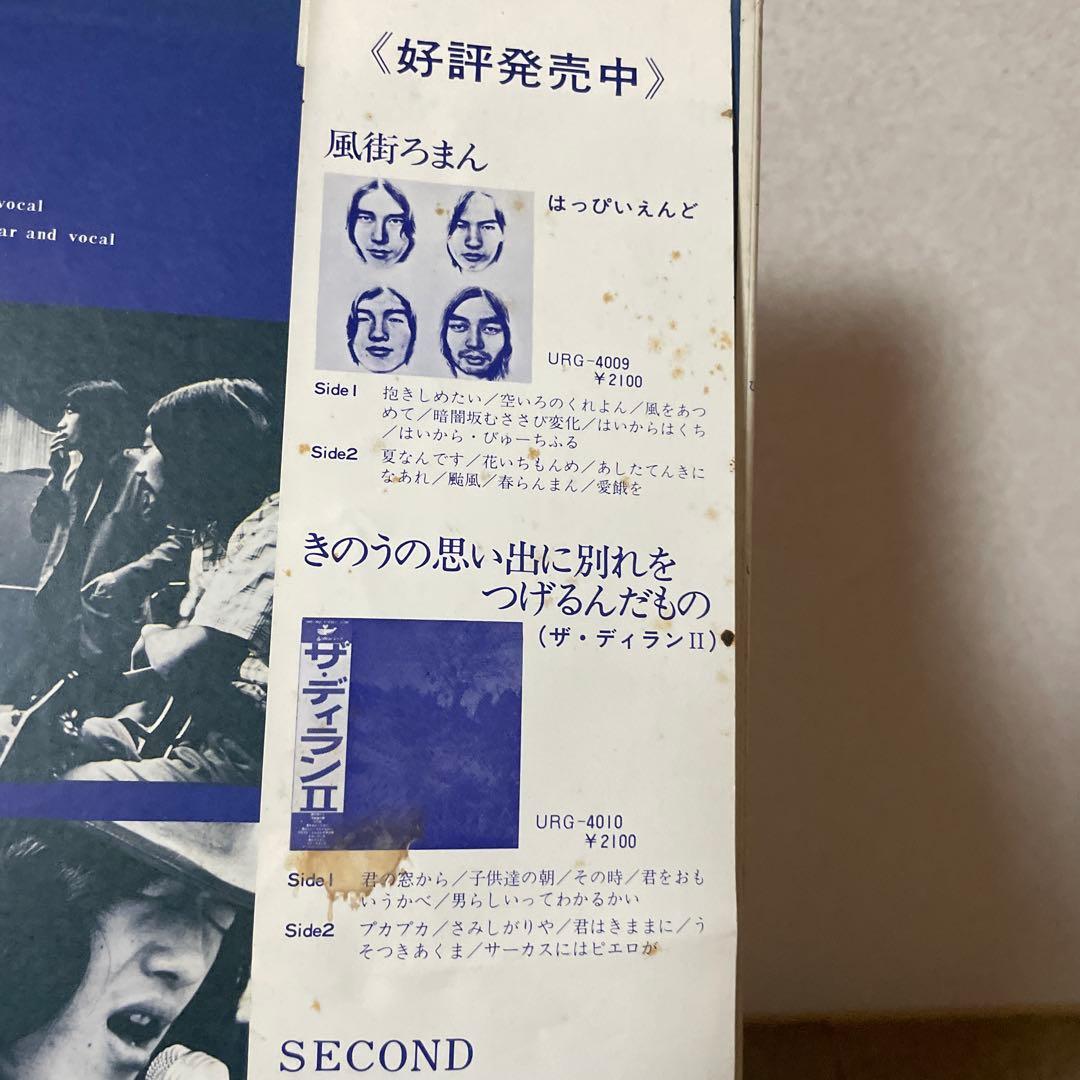 vocal
ar and vocal
《好評発売中》
風街ろまん
はっぴいえんど
URG-4009
¥2100
Side1 抱きしめたい／空いろのくれよん／風をあつ
めて／暗闇坂むささび変化／はいからはくち
／はいから・びゅーちふる
Side2 夏なんです／花いちもんめ／あしたてんきに
なあれ／颱風／春らんまん／愛餓を
きのうの思い出に別れを
つげるんだもの
(ザ・ディランII)
ザ・ディランII
URG-4010
¥2100
Side1 君の窓から／子供達の朝／その時／君をおも
いうかべ／男らしいってわかるかい
Side2 プカプカ／さみしがりや／君はきままに／う
そつきあくま／サーカスにはピエロが
SECOND